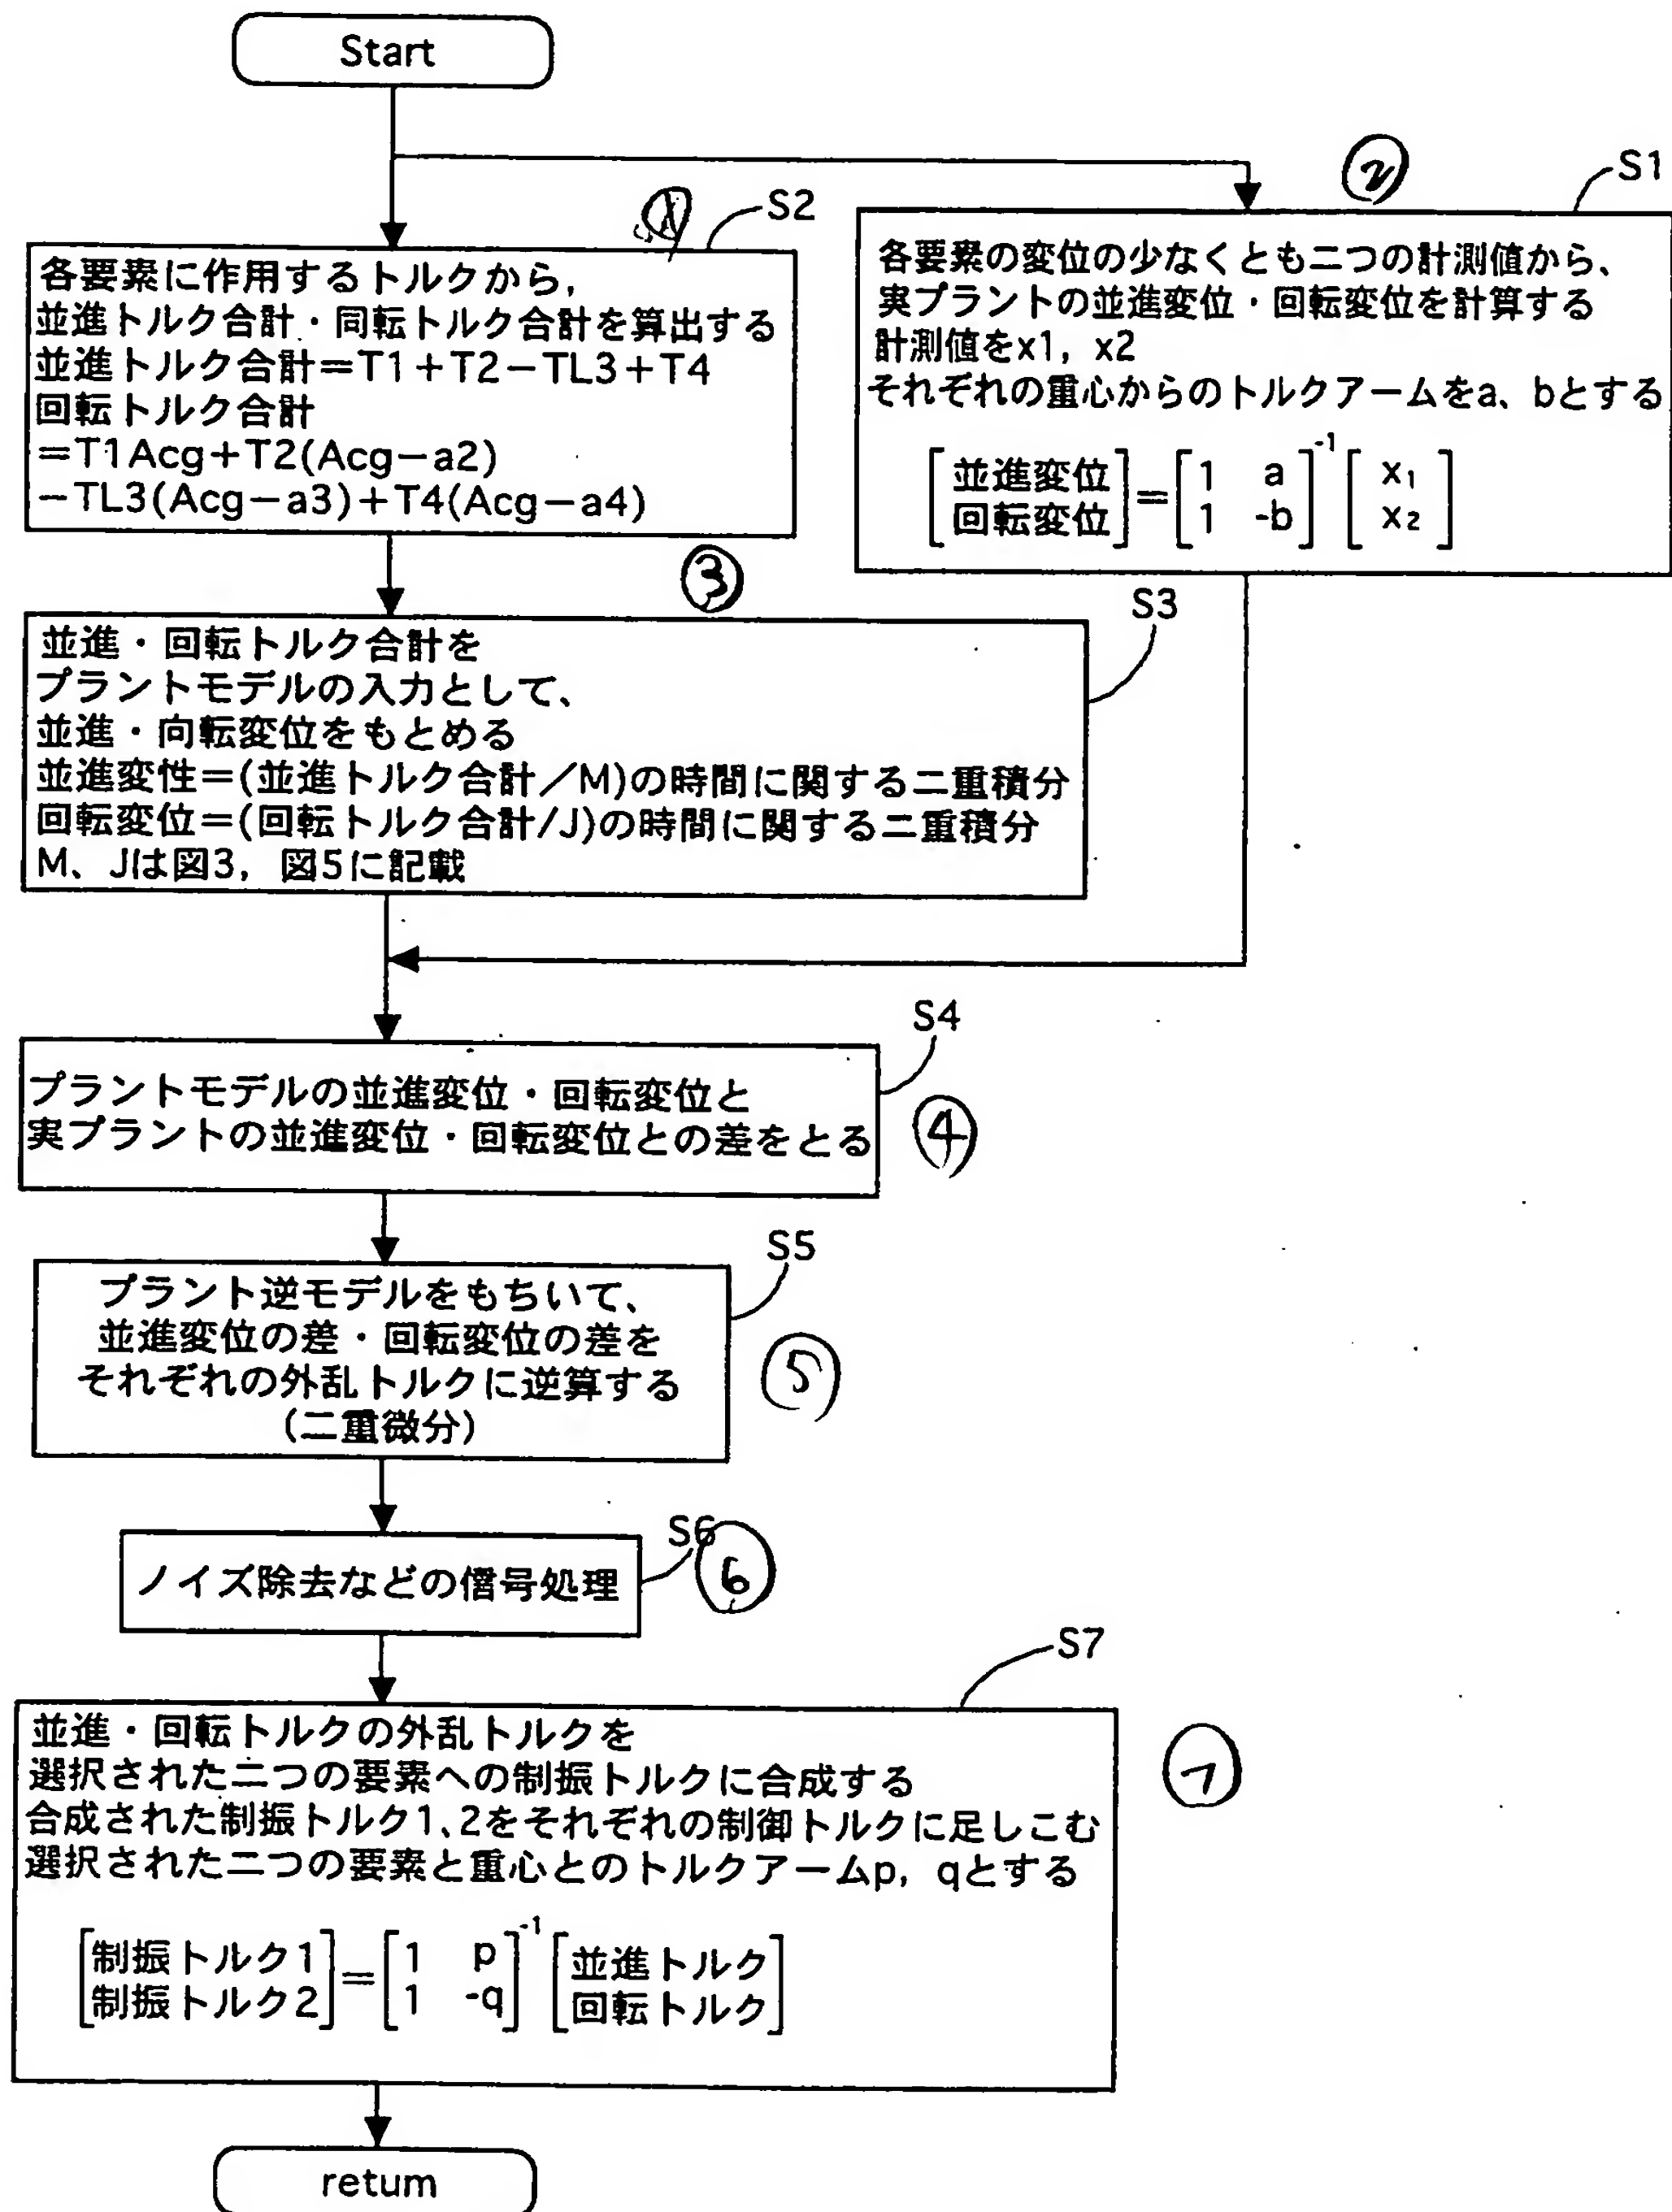 Start
① S2
各要素に作用するトルクから,
並進トルク合計・同転トルク合計を算出する
並進トルク合計=T1+T2-TL3+T4
回転トルク合計
=T1Acg+T2(Acg-a2)
-TL3(Acg-a3)+T4(Acg-a4)
② S1
各要素の変位の少なくとも二つの計測値から、
実プラントの並進変位・回転変位を計算する
計測値をx1, x2
それぞれの重心からのトルクアームをa、bとする
[並進変位] = [1 a]-1 [x1]
[回転変位] [1 -b] [x2]
③ S3
並進・回転トルク合計を
プラントモデルの入力として、
並進・向転変位をもとめる
並進変性=(並進トルク合計/M)の時間に関する二重積分
回転変位=(回転トルク合計/J)の時間に関する二重積分
M、Jは図3, 図5に記載
S4
プラントモデルの並進変位・回転変位と
実プラントの並進変位・回転変位との差をとる
④
S5
プラント逆モデルをもちいて、
並進変位の差・回転変位の差を
それぞれの外乱トルクに逆算する
(二重微分)
⑤
S6
ノイズ除去などの信号処理
⑥
S7
並進・回転トルクの外乱トルクを
選択された二つの要素への制振トルクに合成する
合成された制振トルク1、2をそれぞれの制御トルクに足しこむ
選択された二つの要素と重心とのトルクアームp, qとする
[制振トルク1] = [1 p]-1 [並進トルク]
[制振トルク2] [1 -q] [回転トルク]
⑦
retum